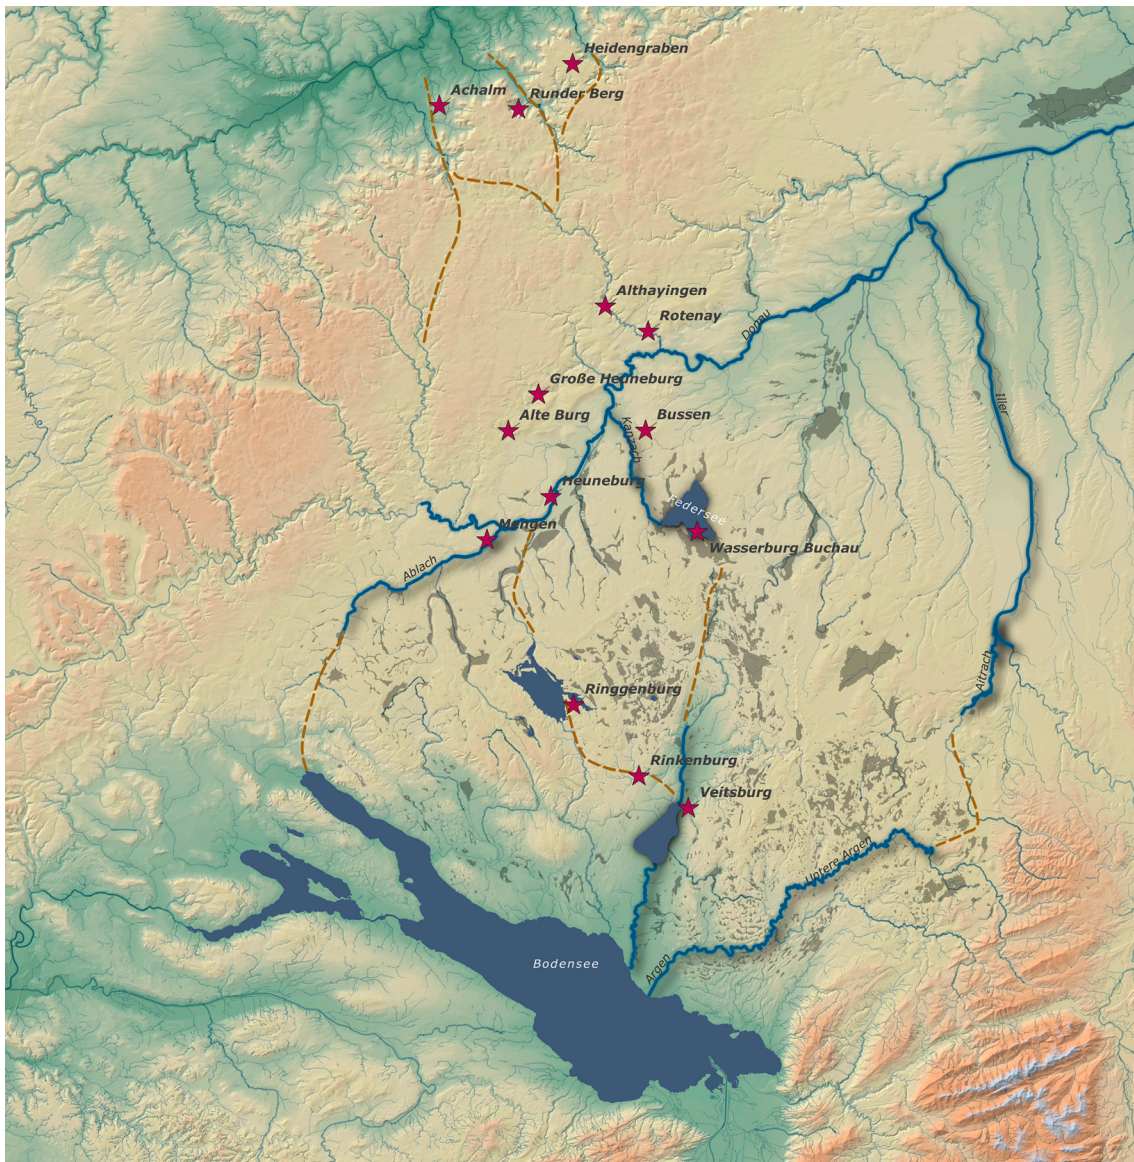 Heidengraben
Achalm
Runder Berg
Althayingen
Rotenay
Donau
Große Heuneburg
Iller
Alte Burg
Bussen
Kanzach
Heuneburg
Federsee
Mengen
Wasserburg Buchau
Ablach
Aitrach
Ringgenburg
Rinkenburg
Veitsburg
Untere Argen
Bodensee
Argen